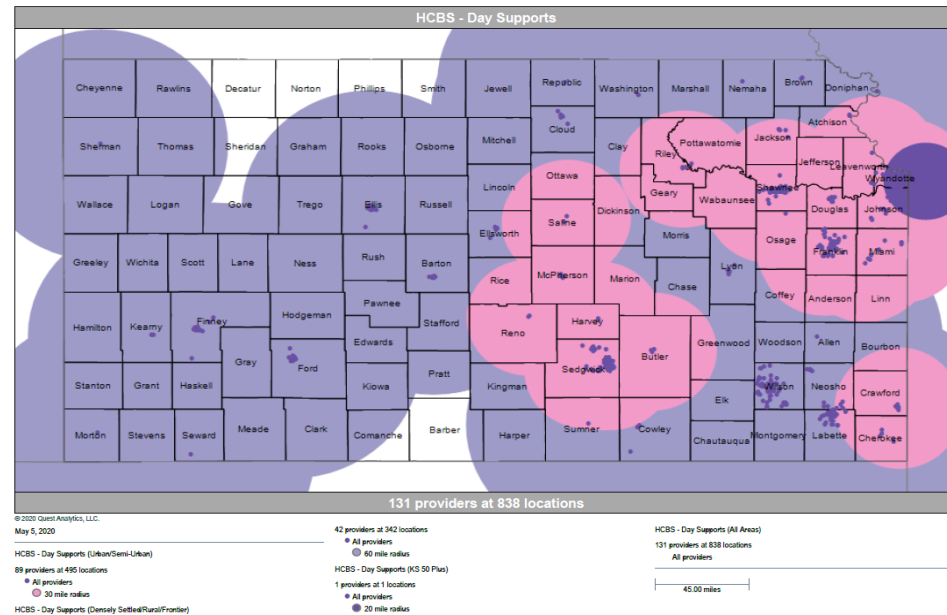 HCBS - Day Supports
Cheyenne Rawlins Decatur Norton Phillips Smith Jewell Republic Washington Marshall Nemaha Brown Doniphan
Sherman Thomas Sheridan Graham Rooks Osborne Mitchell Cloud Clay Riley Pottawatomie Jackson Atchison
Jefferson Leavenworth Wyandotte
Wallace Logan Gove Trego Ellis Russell Lincoln Ottawa Geary Wabaunsee Shawnee Douglas Johnson
Ellsworth Saline Dickinson Morris Osage Franklin Miami
Greeley Wichita Scott Lane Ness Rush Barton Rice McPherson Marion Chase Lyon Coffey Anderson Linn
Hamilton Kearny Finney Hodgeman Pawnee Stafford Reno Harvey
Gray Ford Edwards Sedgwick Butler Greenwood Woodson Allen Bourbon
Stanton Grant Haskell Kiowa Pratt Kingman Elk Wilson Neosho Crawford
Morton Stevens Seward Meade Clark Comanche Barber Harper Sumner Cowley Chautauqua Montgomery Labette Cherokee
131 providers at 838 locations
© 2020 Quest Analytics, LLC.
May 5, 2020
HCBS - Day Supports (Urban/Semi-Urban)
89 providers at 495 locations
All providers
30 mile radius
HCBS - Day Supports (Densely Settled/Rural/Frontier)
42 providers at 342 locations
All providers
60 mile radius
HCBS - Day Supports (KS 50 Plus)
1 providers at 1 locations
All providers
20 mile radius
HCBS - Day Supports (All Areas)
131 providers at 838 locations
All providers
45.00 miles